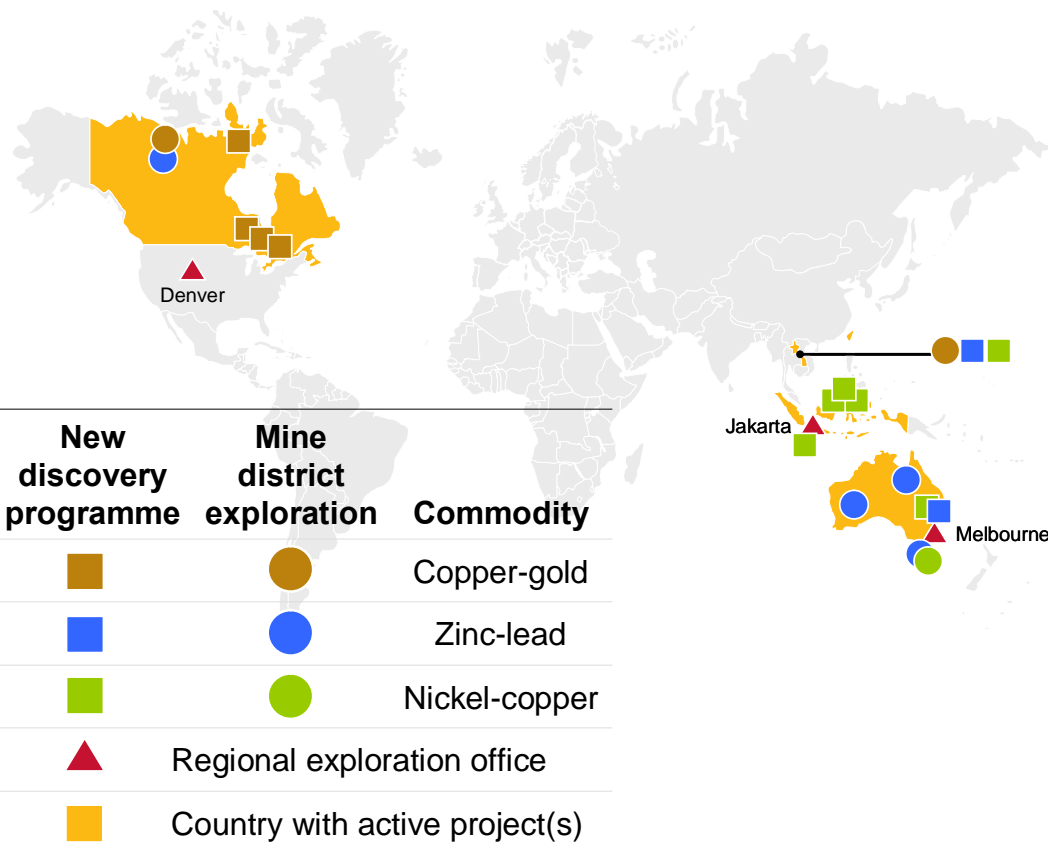 Denver
Jakarta
Melbourne
New
discovery
programme
Mine
district
exploration
Commodity
Copper-gold
Zinc-lead
Nickel-copper
Regional exploration office
Country with active project(s)